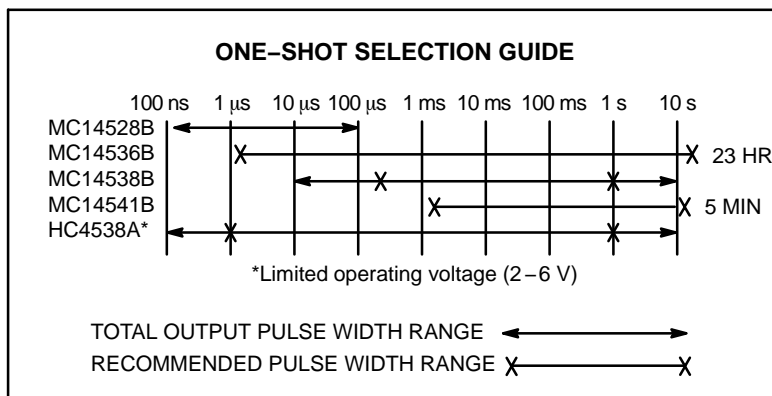 ONE–SHOT SELECTION GUIDE
100 ns 1 μs 10 μs 100 μs 1 ms 10 ms 100 ms 1 s 10 s
MC14528B
MC14536B 23 HR
MC14538B
MC14541B 5 MIN
HC4538A*
*Limited operating voltage (2–6 V)
TOTAL OUTPUT PULSE WIDTH RANGE
RECOMMENDED PULSE WIDTH RANGE